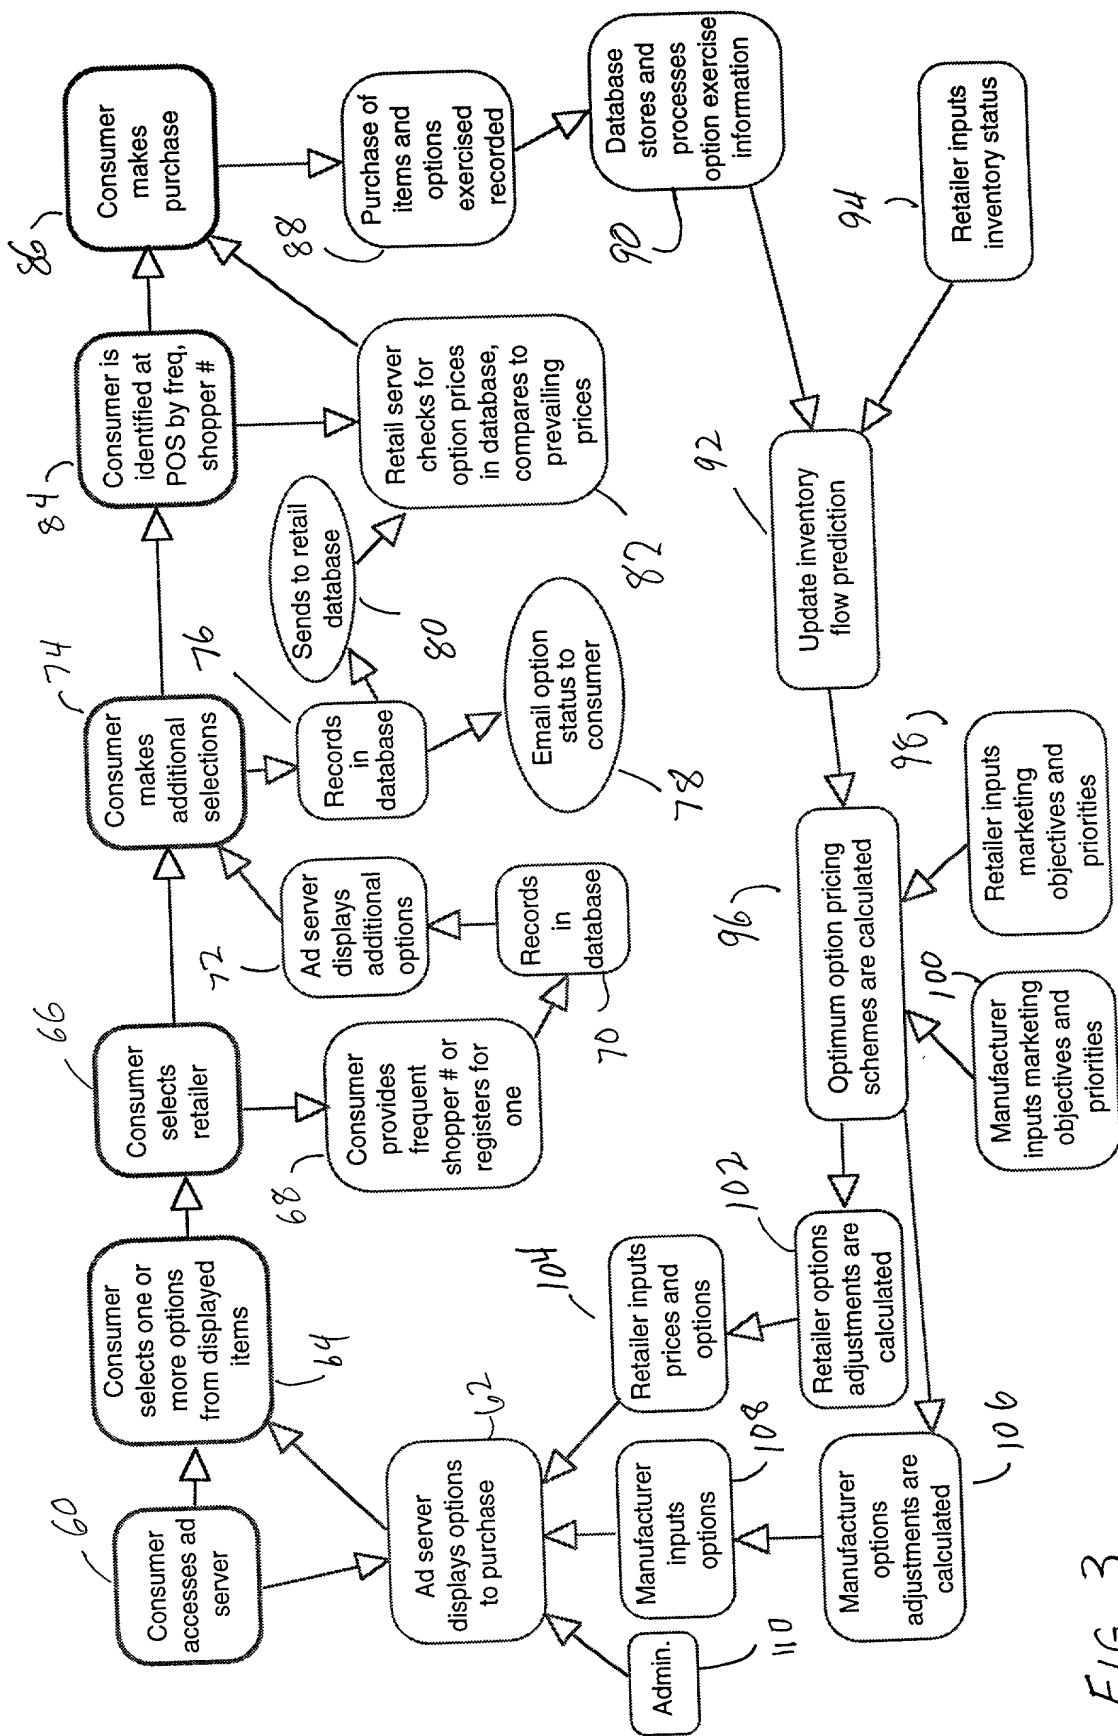 60
Consumer
accesses ad
server
Consumer
selects one or
more options
from displayed
items
64
66
Consumer
selects
retailer
74
Consumer
makes
additional
selections
84
Consumer is
identified at
POS by freq,
shopper #
86
Consumer
makes
purchase
Ad server
displays options
to purchase
62
68
Consumer
provides
frequent
shopper # or
registers for
one
70
Records
in
database
72
Ad server
displays
additional
options
76
Records
in
database
78
Email option
status to
consumer
80
Sends to retail
database
82
Retail server
checks for
option prices
in database,
compares to
prevailing
prices
88
Purchase of
items and
options
exercised
recorded
90
Database
stores and
processes
option exercise
information
Admin.
110
Manufacturer
inputs
options
108
104
Retailer inputs
prices and
options
Manufacturer
options
adjustments are
calculated
106
102
Retailer options
adjustments are
calculated
96
Optimum option pricing
schemes are calculated
92
Update inventory
flow prediction
94
Retailer inputs
inventory status
100
Manufacturer
inputs marketing
objectives and
priorities
98
Retailer inputs
marketing
objectives and
priorities
FIG. 3